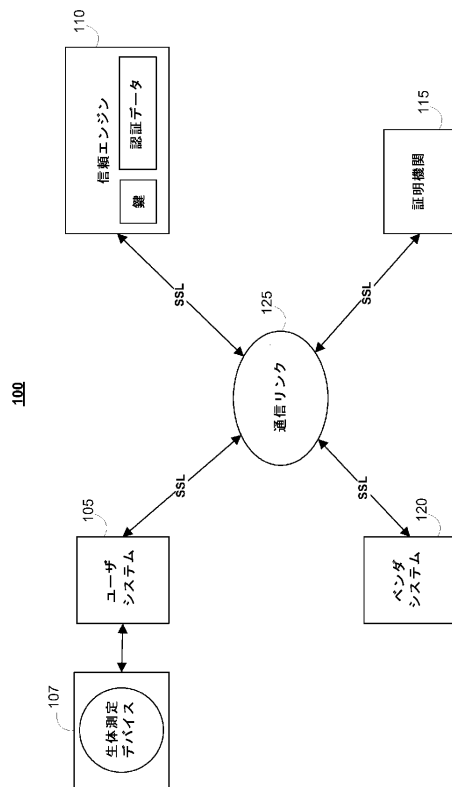 100
107
生体測定
デバイス
105
ユーザ
システム
SSL
110
信頼エンジン
鍵
認証データ
SSL
125
通信リンク
SSL
120
ベンダ
システム
SSL
115
証明機関